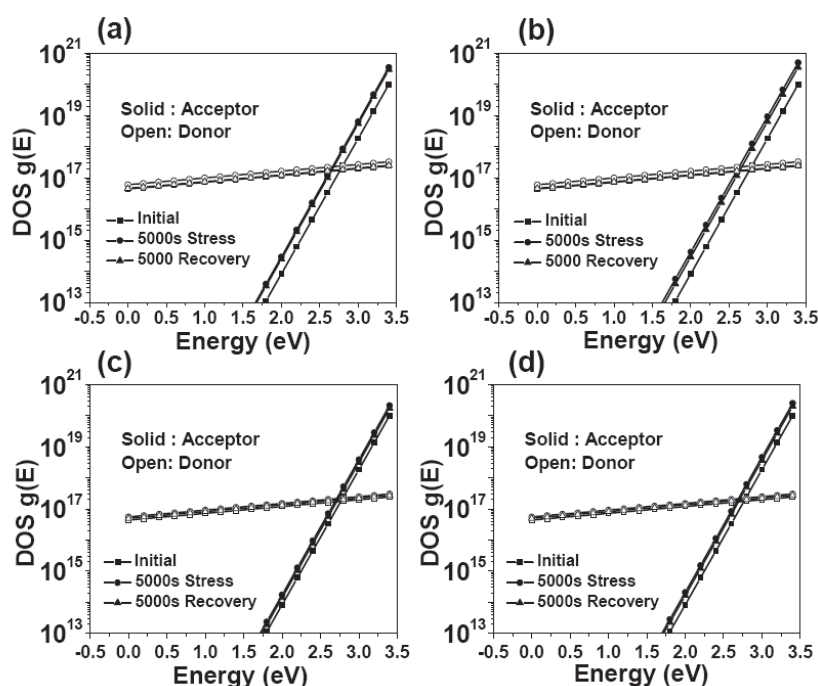 (a)
DOS g(E)
10^21
10^19
10^17
10^15
10^13
Solid : Acceptor
Open: Donor
Initial
5000s Stress
5000 Recovery
-0.5 0.0 0.5 1.0 1.5 2.0 2.5 3.0 3.5
Energy (eV)
(b)
DOS g(E)
10^21
10^19
10^17
10^15
10^13
Solid : Acceptor
Open: Donor
Initial
5000s Stress
5000 Recovery
-0.5 0.0 0.5 1.0 1.5 2.0 2.5 3.0 3.5
Energy (eV)
(c)
DOS g(E)
10^21
10^19
10^17
10^15
10^13
Solid : Acceptor
Open: Donor
Initial
5000s Stress
5000s Recovery
-0.5 0.0 0.5 1.0 1.5 2.0 2.5 3.0 3.5
Energy (eV)
(d)
DOS g(E)
10^21
10^19
10^17
10^15
10^13
Solid : Acceptor
Open: Donor
Initial
5000s Stress
5000s Recovery
-0.5 0.0 0.5 1.0 1.5 2.0 2.5 3.0 3.5
Energy (eV)